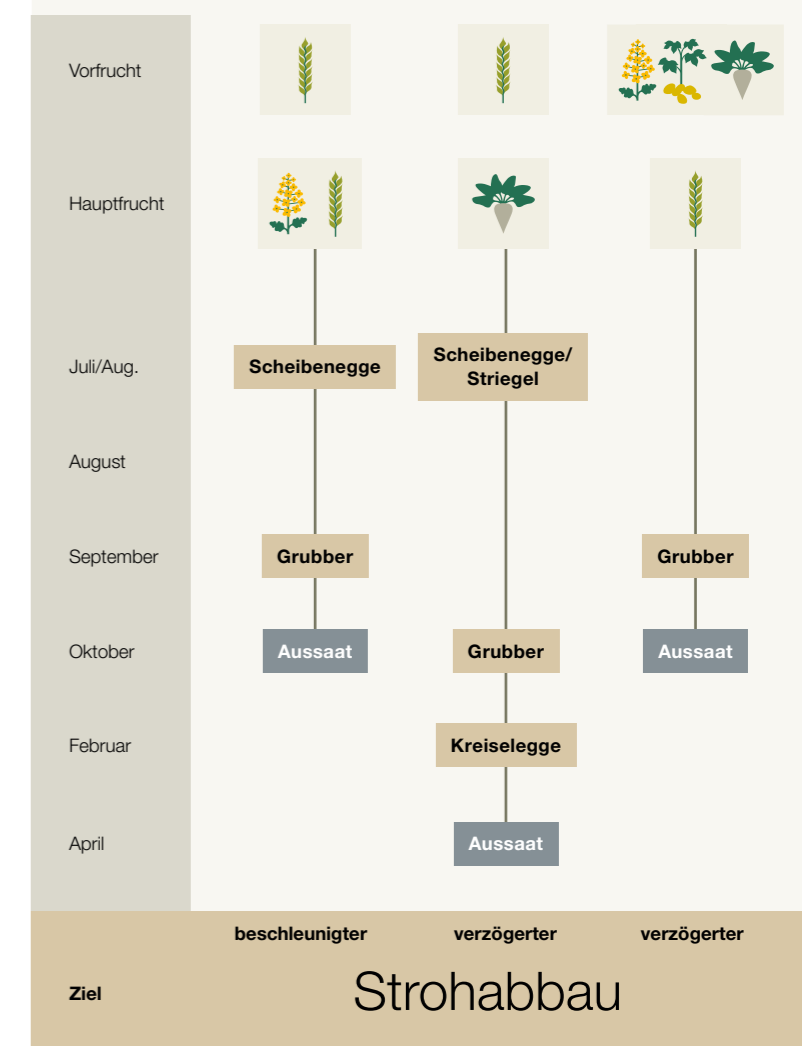 Vorfrucht
Hauptfrucht
Juli/Aug.
Scheibenegge
Scheibenegge/
Striegel
August
September
Grubber
Grubber
Oktober
Aussaat
Grubber
Aussaat
Februar
Kreiselegge
April
Aussaat
beschleunigter
verzögerter
verzögerter
Ziel
Strohabbau